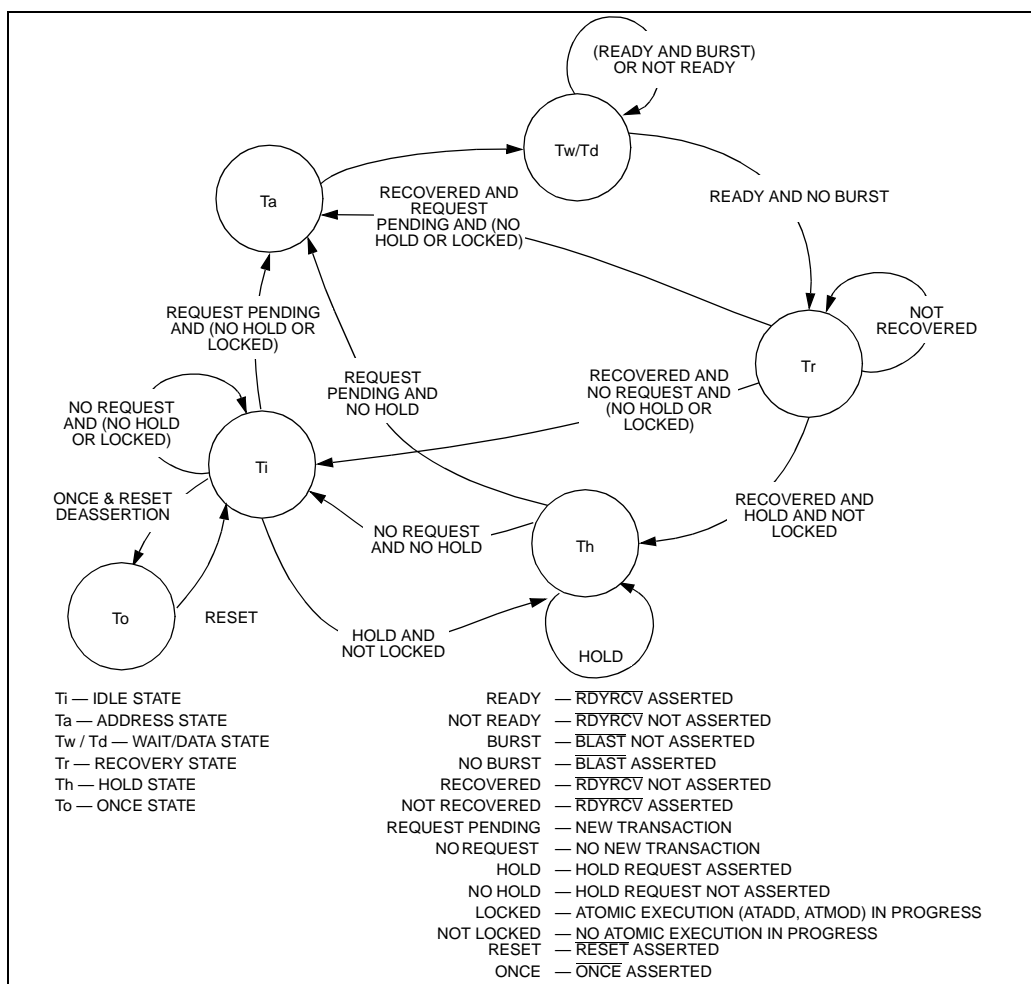 (READY AND BURST)
OR NOT READY
Tw/Td
Ta
RECOVERED AND
REQUEST
PENDING AND (NO
HOLD OR LOCKED)
READY AND NO BURST
REQUEST PENDING
AND (NO HOLD OR
LOCKED)
NOT
RECOVERED
Tr
REQUEST
PENDING AND
NO HOLD
RECOVERED AND
NO REQUEST AND
(NO HOLD OR
LOCKED)
NO REQUEST
AND (NO HOLD
OR LOCKED)
Ti
ONCE & RESET
DEASSERTION
NO REQUEST
AND NO HOLD
Th
RECOVERED AND
HOLD AND NOT
LOCKED
To
RESET
HOLD AND
NOT LOCKED
HOLD
Ti — IDLE STATE
Ta — ADDRESS STATE
Tw / Td — WAIT/DATA STATE
Tr — RECOVERY STATE
Th — HOLD STATE
To — ONCE STATE
READY — RDYRCV ASSERTED
NOT READY — RDYRCV NOT ASSERTED
BURST — BLAST NOT ASSERTED
NO BURST — BLAST ASSERTED
RECOVERED — RDYRCV NOT ASSERTED
NOT RECOVERED — RDYRCV ASSERTED
REQUEST PENDING — NEW TRANSACTION
NO REQUEST — NO NEW TRANSACTION
HOLD — HOLD REQUEST ASSERTED
NO HOLD — HOLD REQUEST NOT ASSERTED
LOCKED — ATOMIC EXECUTION (ATADD, ATMOD) IN PROGRESS
NOT LOCKED — NO ATOMIC EXECUTION IN PROGRESS
RESET — RESET ASSERTED
ONCE — ONCE ASSERTED